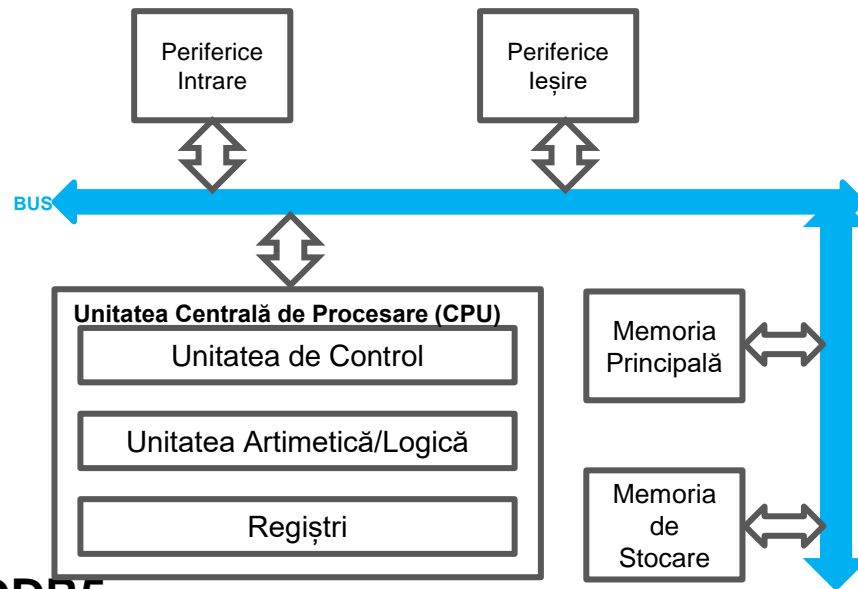 Periferice
Intrare
Periferice
Ieșire
BUS
Unitatea Centrală de Procesare (CPU)
Unitatea de Control
Unitatea Artimetică/Logică
Regiștri
Memoria
Principală
Memoria
de
Stocare